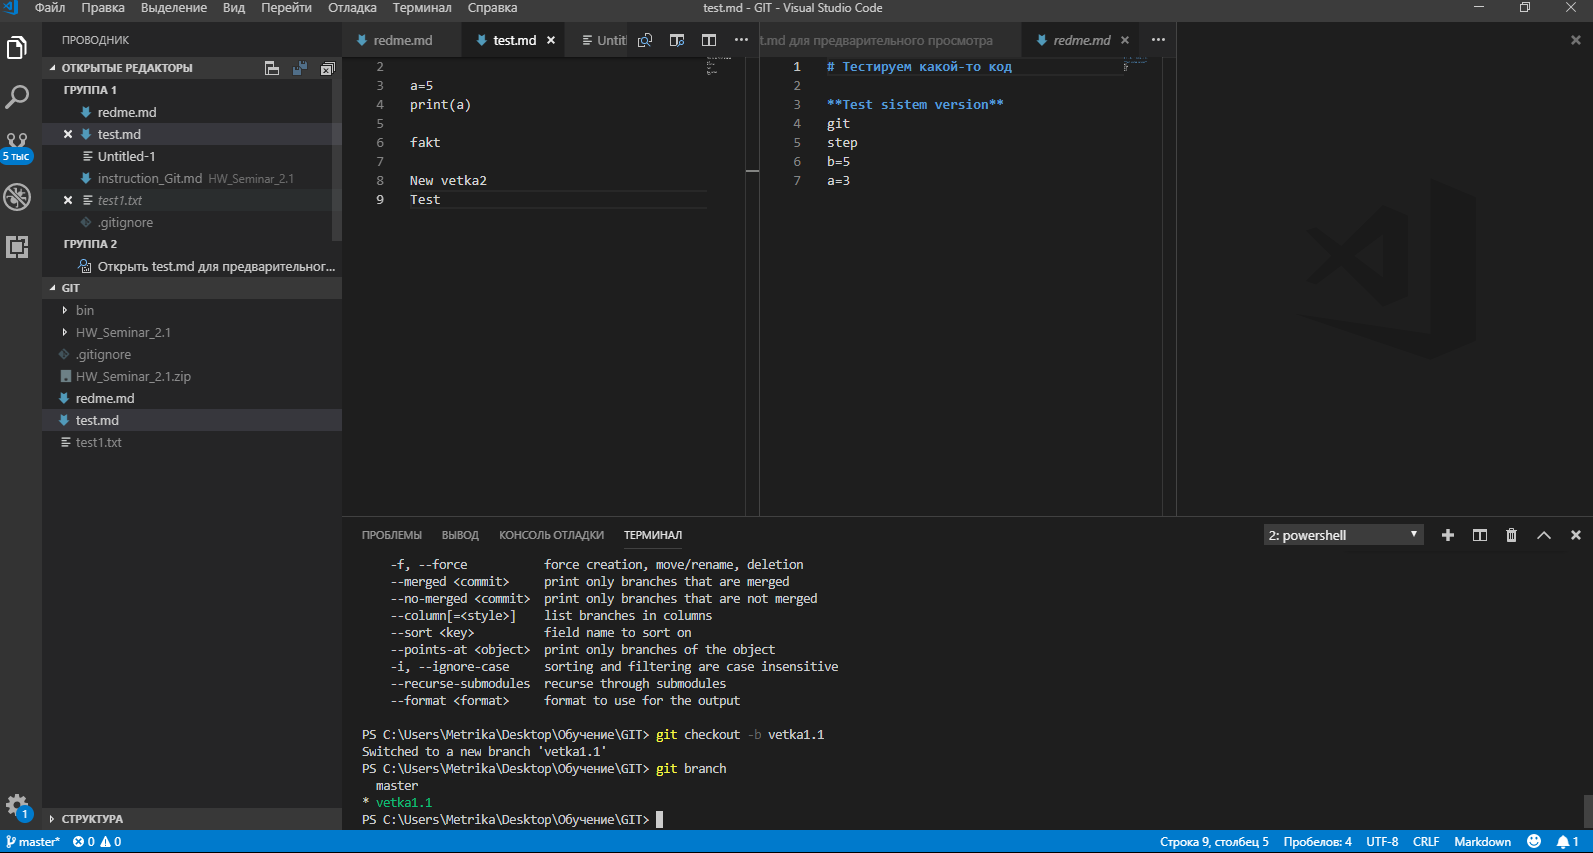 Файл Правка Выделение Вид Перейти Отладка Терминал Справка
test.md - GIT - Visual Studio Code
ПРОВОДНИК
ОТКРЫТЫЕ РЕДАКТОРЫ
ГРУППА 1
redme.md
test.md
Untitled-1
instruction_Git.md HW_Seminar_2.1
test1.txt
.gitignore
ГРУППА 2
Открыть test.md для предварительног...
GIT
bin
HW_Seminar_2.1
.gitignore
HW_Seminar_2.1.zip
redme.md
test.md
test1.txt
СТРУКТУРА
5 тыс
1
redme.md test.md Untitl
2
3 a=5
4 print(a)
5
6 fakt
7
8 New vetka2
9 Test
t.md для предварительного просмотра redme.md
1 # Тестируем какой-то код
2
3 **Test sistem version**
4 git
5 step
6 b=5
7 a=3
ПРОБЛЕМЫ ВЫВОД КОНСОЛЬ ОТЛАДКИ ТЕРМИНАЛ
2: powershell
-f, --force force creation, move/rename, deletion
--merged <commit> print only branches that are merged
--no-merged <commit> print only branches that are not merged
--column[=<style>] list branches in columns
--sort <key> field name to sort on
--points-at <object> print only branches of the object
-i, --ignore-case sorting and filtering are case insensitive
--recurse-submodules recurse through submodules
--format <format> format to use for the output
PS C:\Users\Metrika\Desktop\Обучение\GIT> git checkout -b vetka1.1
Switched to a new branch 'vetka1.1'
PS C:\Users\Metrika\Desktop\Обучение\GIT> git branch
master
* vetka1.1
PS C:\Users\Metrika\Desktop\Обучение\GIT>
master* 0 0
Строка 9, столбец 5 Пробелов: 4 UTF-8 CRLF Markdown 1